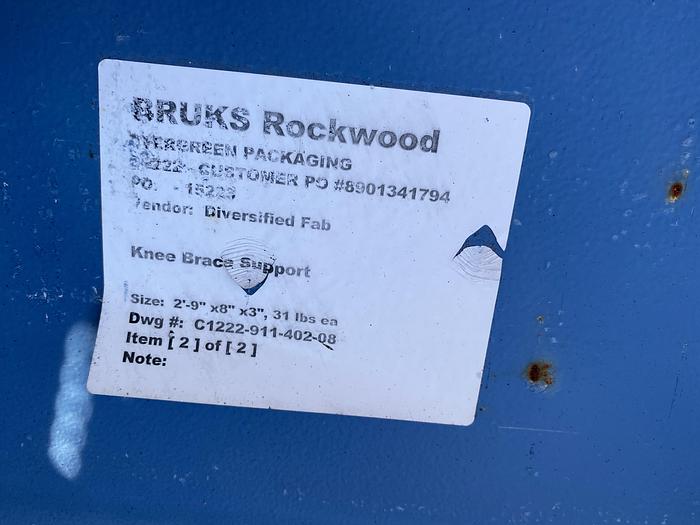 BRUKS Rockwood
EVERGREEN PACKAGING
CUSTOMER PO #8901341794
PO. - 15223
Vendor: Diversified Fab
Knee Brace Support
Size: 2'-9" x8" x3", 31 lbs ea
Dwg #: C1222-911-402-08
Item [ 2 ] of [ 2 ]
Note: